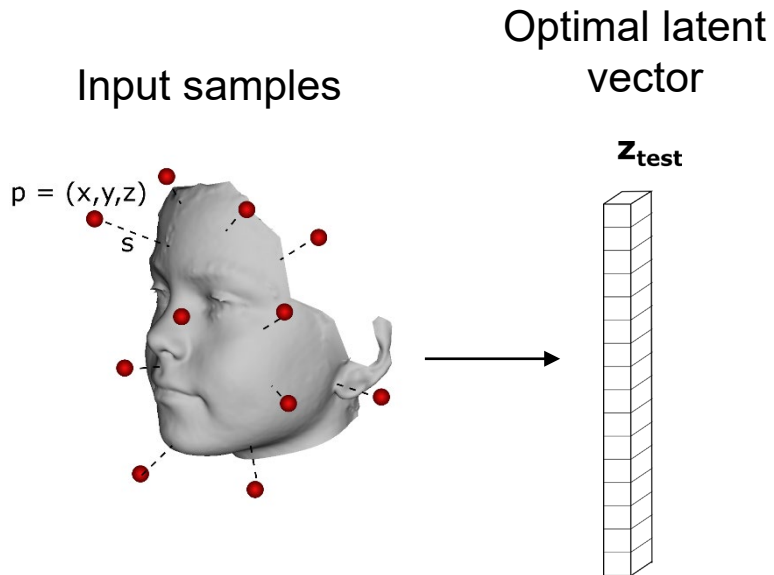 Optimal latent
vector
Input samples
z_test
p = (x,y,z)
s